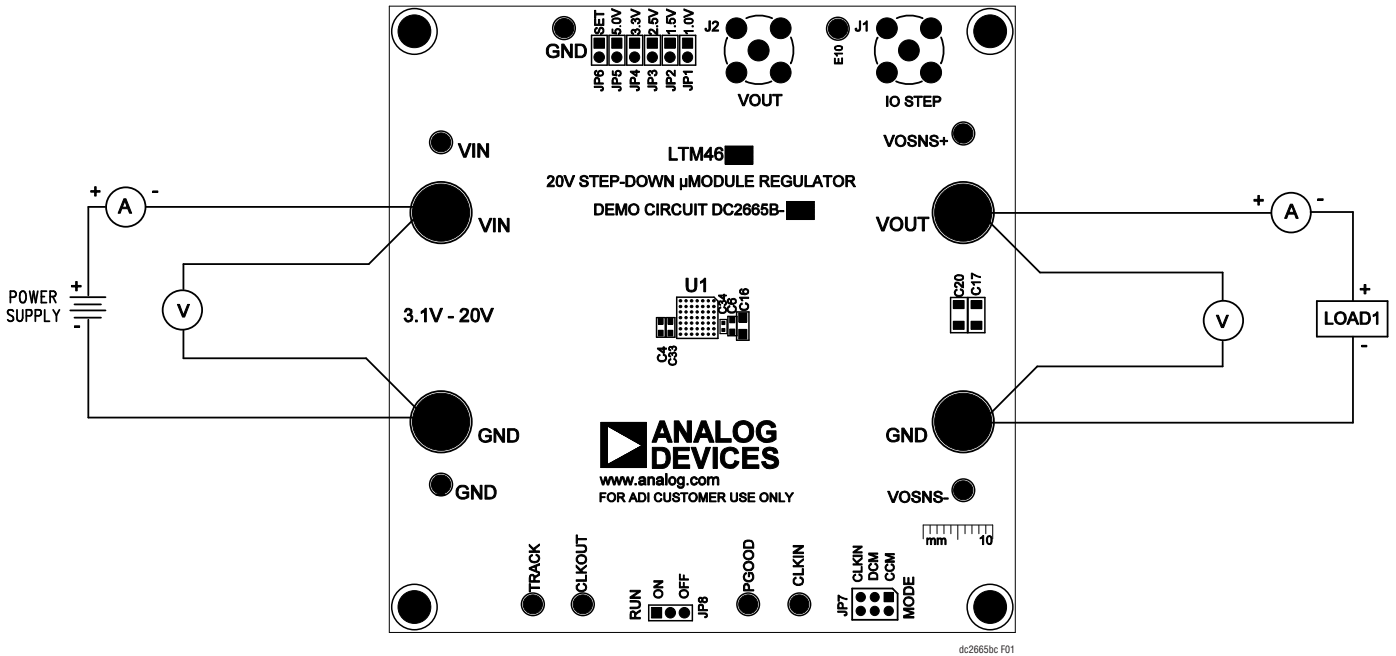 SET
5.0V
3.3V
2.5V
1.5V
1.0V
GND
JP6
JP5
JP4
JP3
JP2
JP1
J2
VOUT
E10
J1
IO STEP
VIN
VOSNS+
LTM46
20V STEP-DOWN µMODULE REGULATOR
DEMO CIRCUIT DC2665B-
+ A -
VIN
VOUT
+ A -
POWER
SUPPLY
+
-
V
3.1V - 20V
U1
C34
C6
C16
C4
C33
C20
C17
V
+
LOAD1
-
GND
GND
ANALOG
DEVICES
www.analog.com
FOR ADI CUSTOMER USE ONLY
GND
VOSNS-
mm 10
TRACK
CLKOUT
RUN
ON
OFF
JP8
PGOOD
CLKIN
JP7
CLKIN
DCM
CCM
MODE
dc2665bc F01